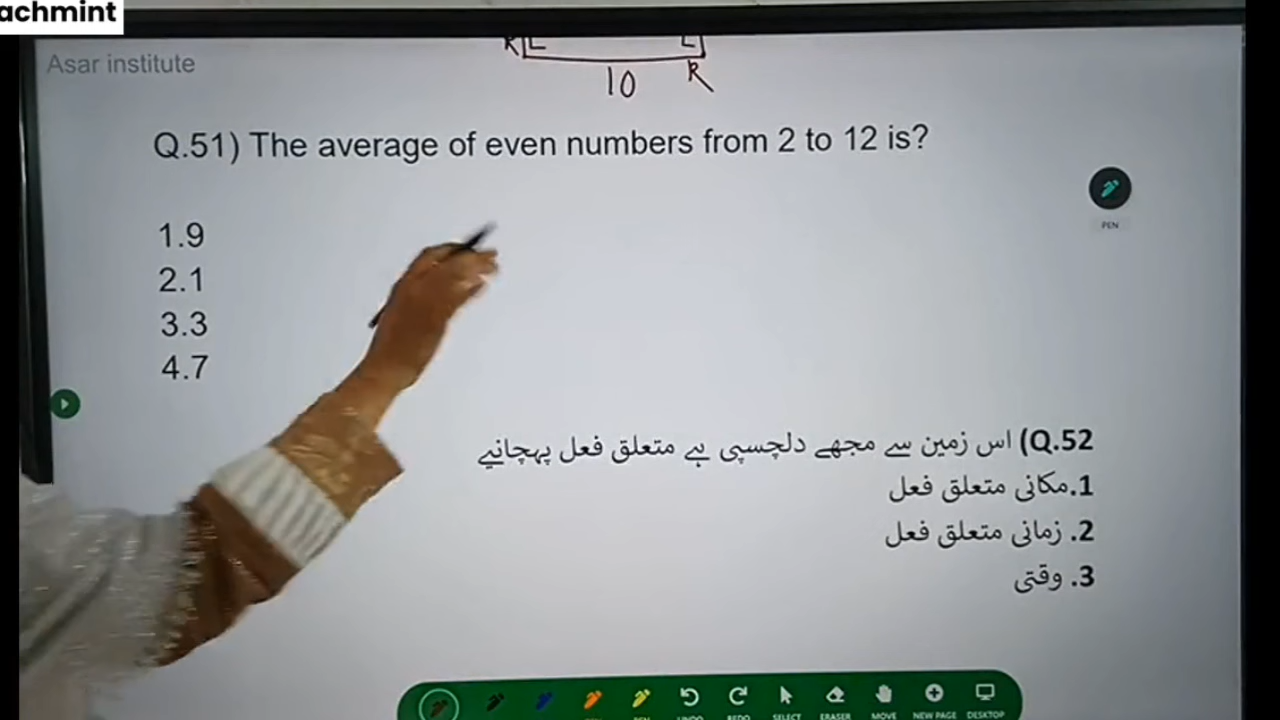 achmint
Asar institute
10
R
Q.51) The average of even numbers from 2 to 12 is?
1.9
2.1
3.3
4.7
PEN
Q.52) اس زمین سے مجھے دلچسپی ہے متعلق فعل پہچانیے
1.مکانی متعلق فعل
2. زمانی متعلق فعل
3. وقتی
SELECT ERASER MOVE NEW PAGE DESKTOP